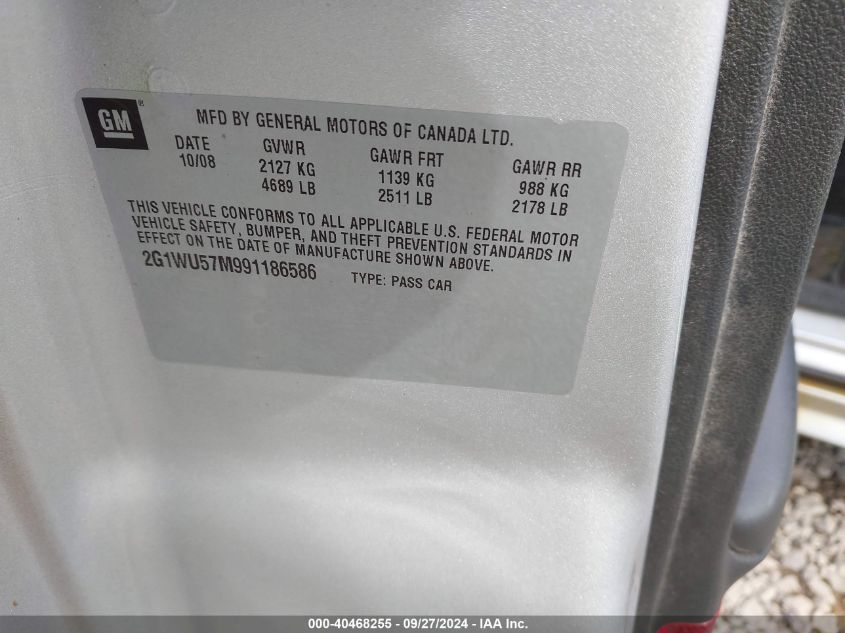 GM®
MFD BY GENERAL MOTORS OF CANADA LTD.
DATE GVWR GAWR FRT GAWR RR
10/08 2127 KG 1139 KG 988 KG
4689 LB 2511 LB 2178 LB
THIS VEHICLE CONFORMS TO ALL APPLICABLE U.S. FEDERAL MOTOR
VEHICLE SAFETY, BUMPER, AND THEFT PREVENTION STANDARDS IN
EFFECT ON THE DATE OF MANUFACTURE SHOWN ABOVE.
2G1WU57M991186586 TYPE: PASS CAR
000-40468255 - 09/27/2024 - IAA Inc.